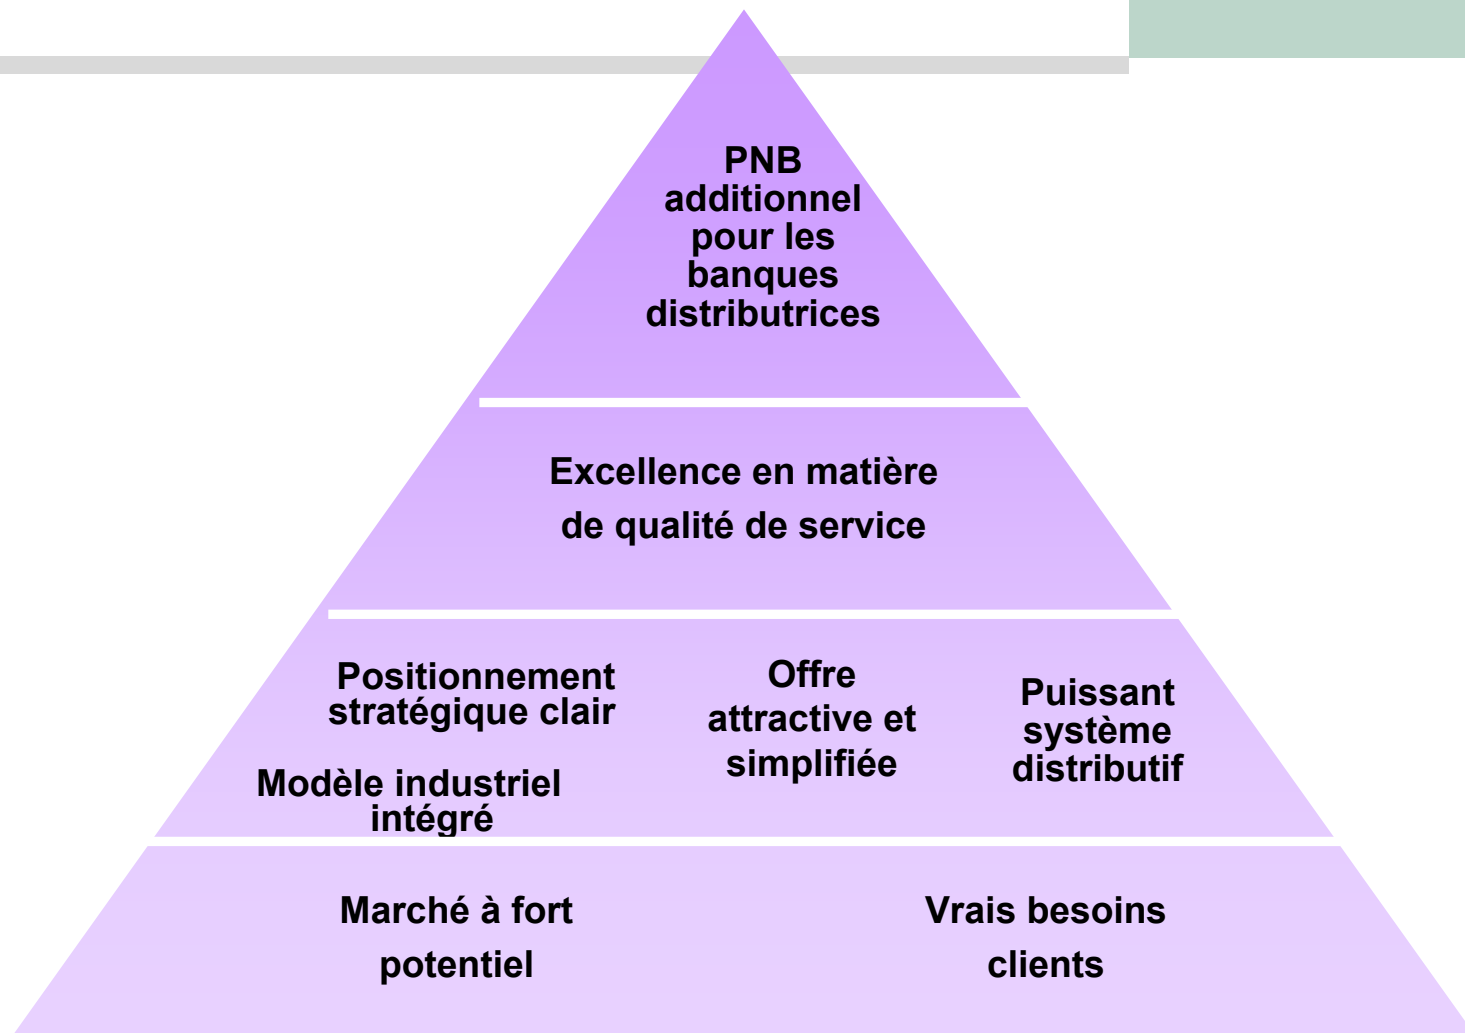 PNB
additionnel
pour les
banques
distributrices
Excellence en matière
de qualité de service
Positionnement
stratégique clair
Modèle industriel
intégré
Offre
attractive et
simplifiée
Puissant
système
distributif
Marché à fort
potentiel
Vrais besoins
clients